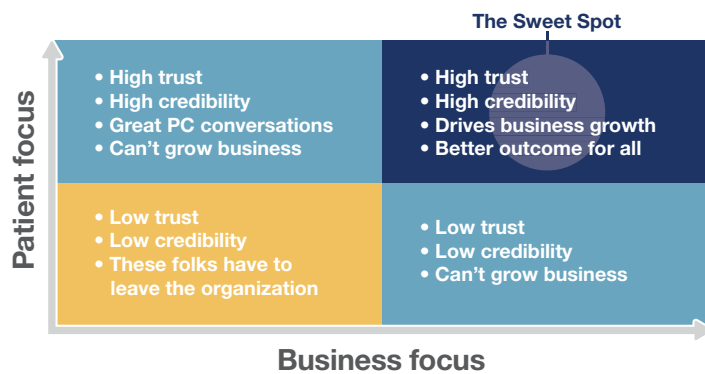 The Sweet Spot
Patient focus
• High trust
• High credibility
• Great PC conversations
• Can't grow business
• High trust
• High credibility
• Drives business growth
• Better outcome for all
• Low trust
• Low credibility
• These folks have to
leave the organization
• Low trust
• Low credibility
• Can't grow business
Business focus